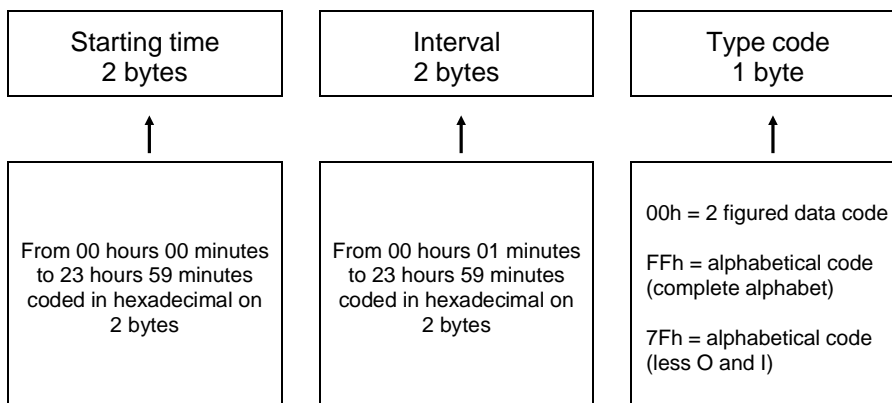 Starting time
2 bytes
Interval
2 bytes
Type code
1 byte
From 00 hours 00 minutes
to 23 hours 59 minutes
coded in hexadecimal on
2 bytes
From 00 hours 01 minutes
to 23 hours 59 minutes
coded in hexadecimal on
2 bytes
00h = 2 figured data code
FFh = alphabetical code
(complete alphabet)
7Fh = alphabetical code
(less O and I)